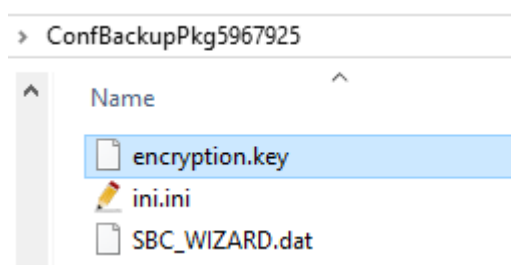 ConfBackupPkg5967925
Name
encryption.key
ini.ini
SBC_WIZARD.dat